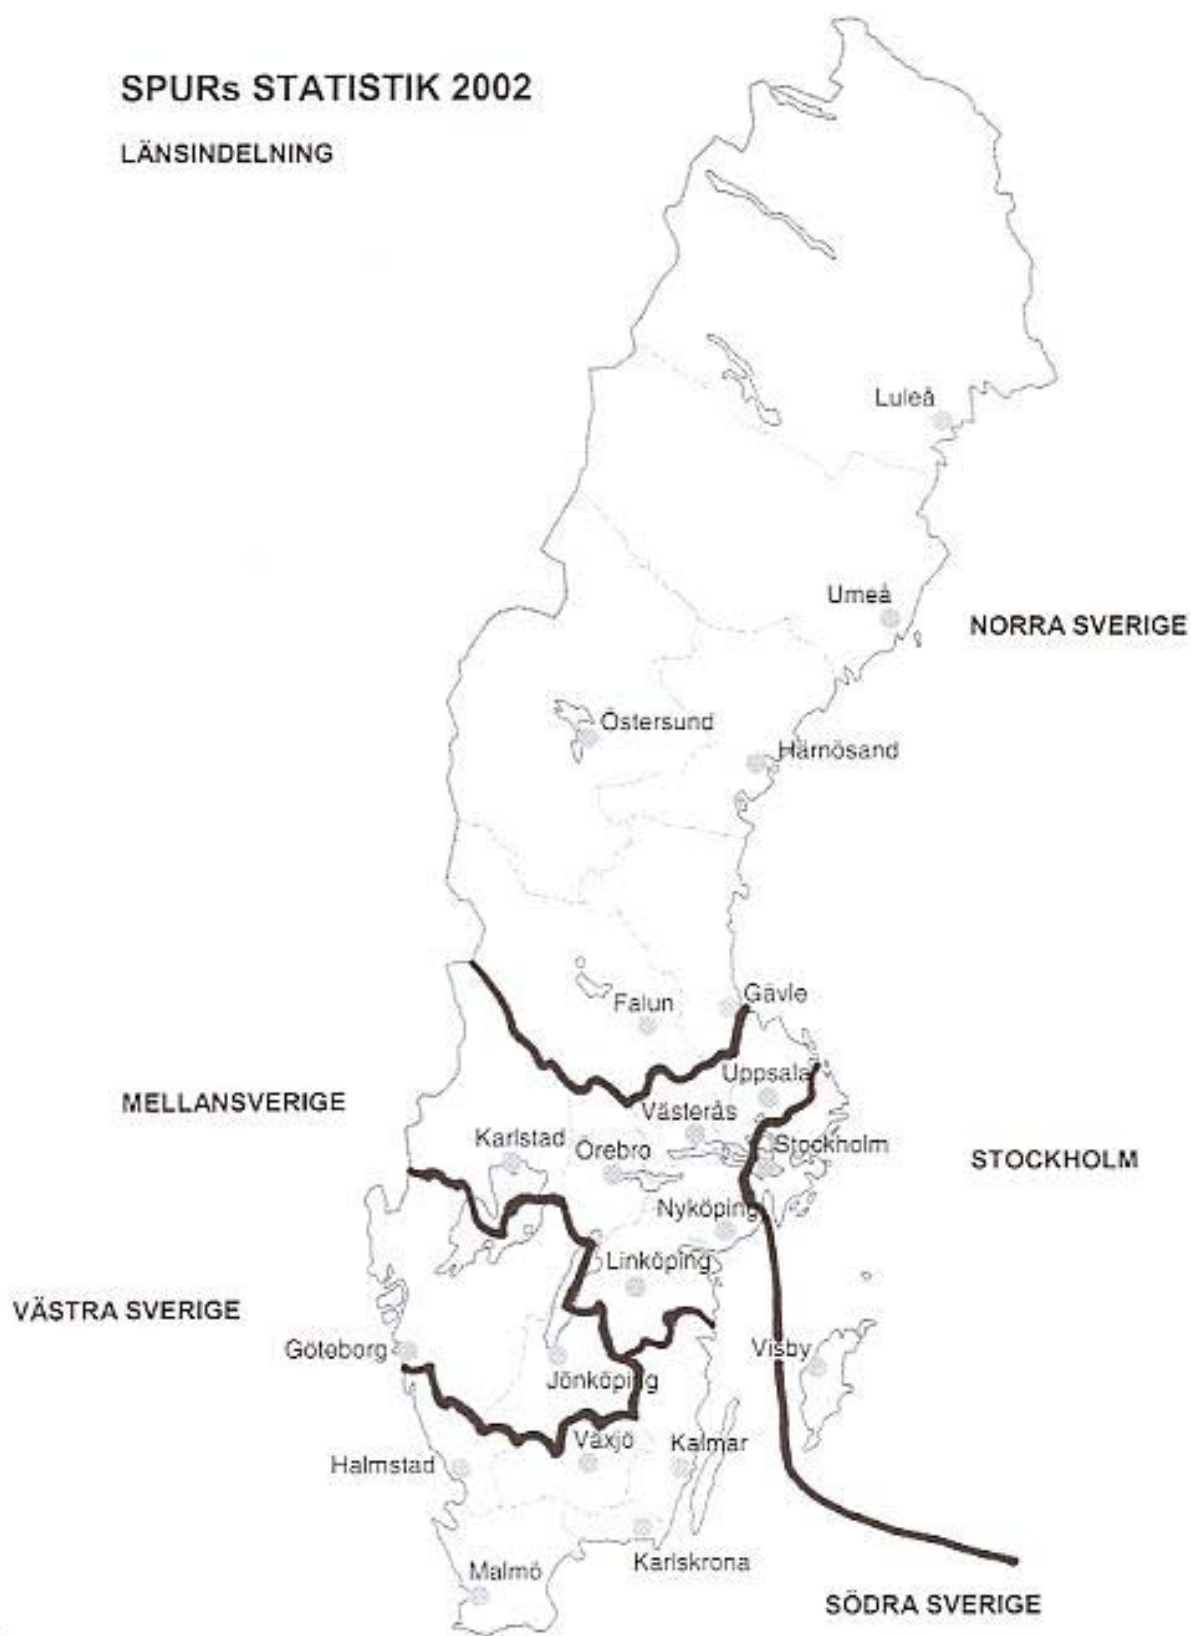 SPURs STATISTIK 2002
LÄNSINDELNING
Luleå
Umeå
NORRA SVERIGE
Östersund
Härnösand
Falun
Gävle
Uppsala
MELLANSVERIGE
Västerås
Karlstad
Örebro
Stockholm
STOCKHOLM
Nyköping
Linköping
VÄSTRA SVERIGE
Göteborg
Visby
Jönköping
Växjö
Kalmar
Halmstad
Karlskrona
Malmö
SÖDRA SVERIGE